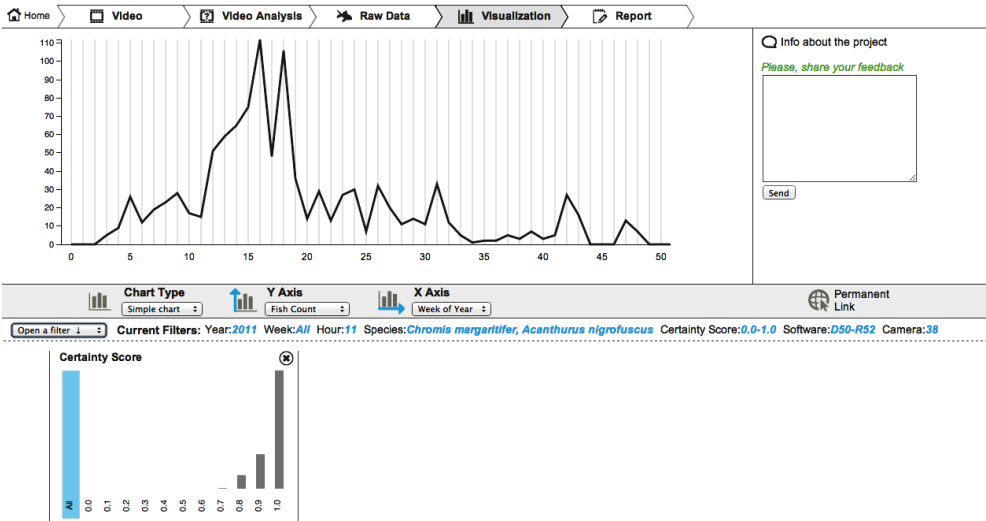 Home Video Video Analysis Raw Data Visualization Report
Info about the project
Please, share your feedback
Send
110
100
90
80
70
60
50
40
30
20
10
0
0 5 10 15 20 25 30 35 40 45 50
Chart Type Y Axis X Axis Permanent Link
Simple chart Fish Count Week of Year
Open a filter ↓ Current Filters: Year:2011 Week:All Hour:11 Species:Chromis margaritifer, Acanthurus nigrofuscus Certainty Score:0.0-1.0 Software:D50-R52 Camera:38
Certainty Score
All 0.0 0.1 0.2 0.3 0.4 0.5 0.6 0.7 0.8 0.9 1.0